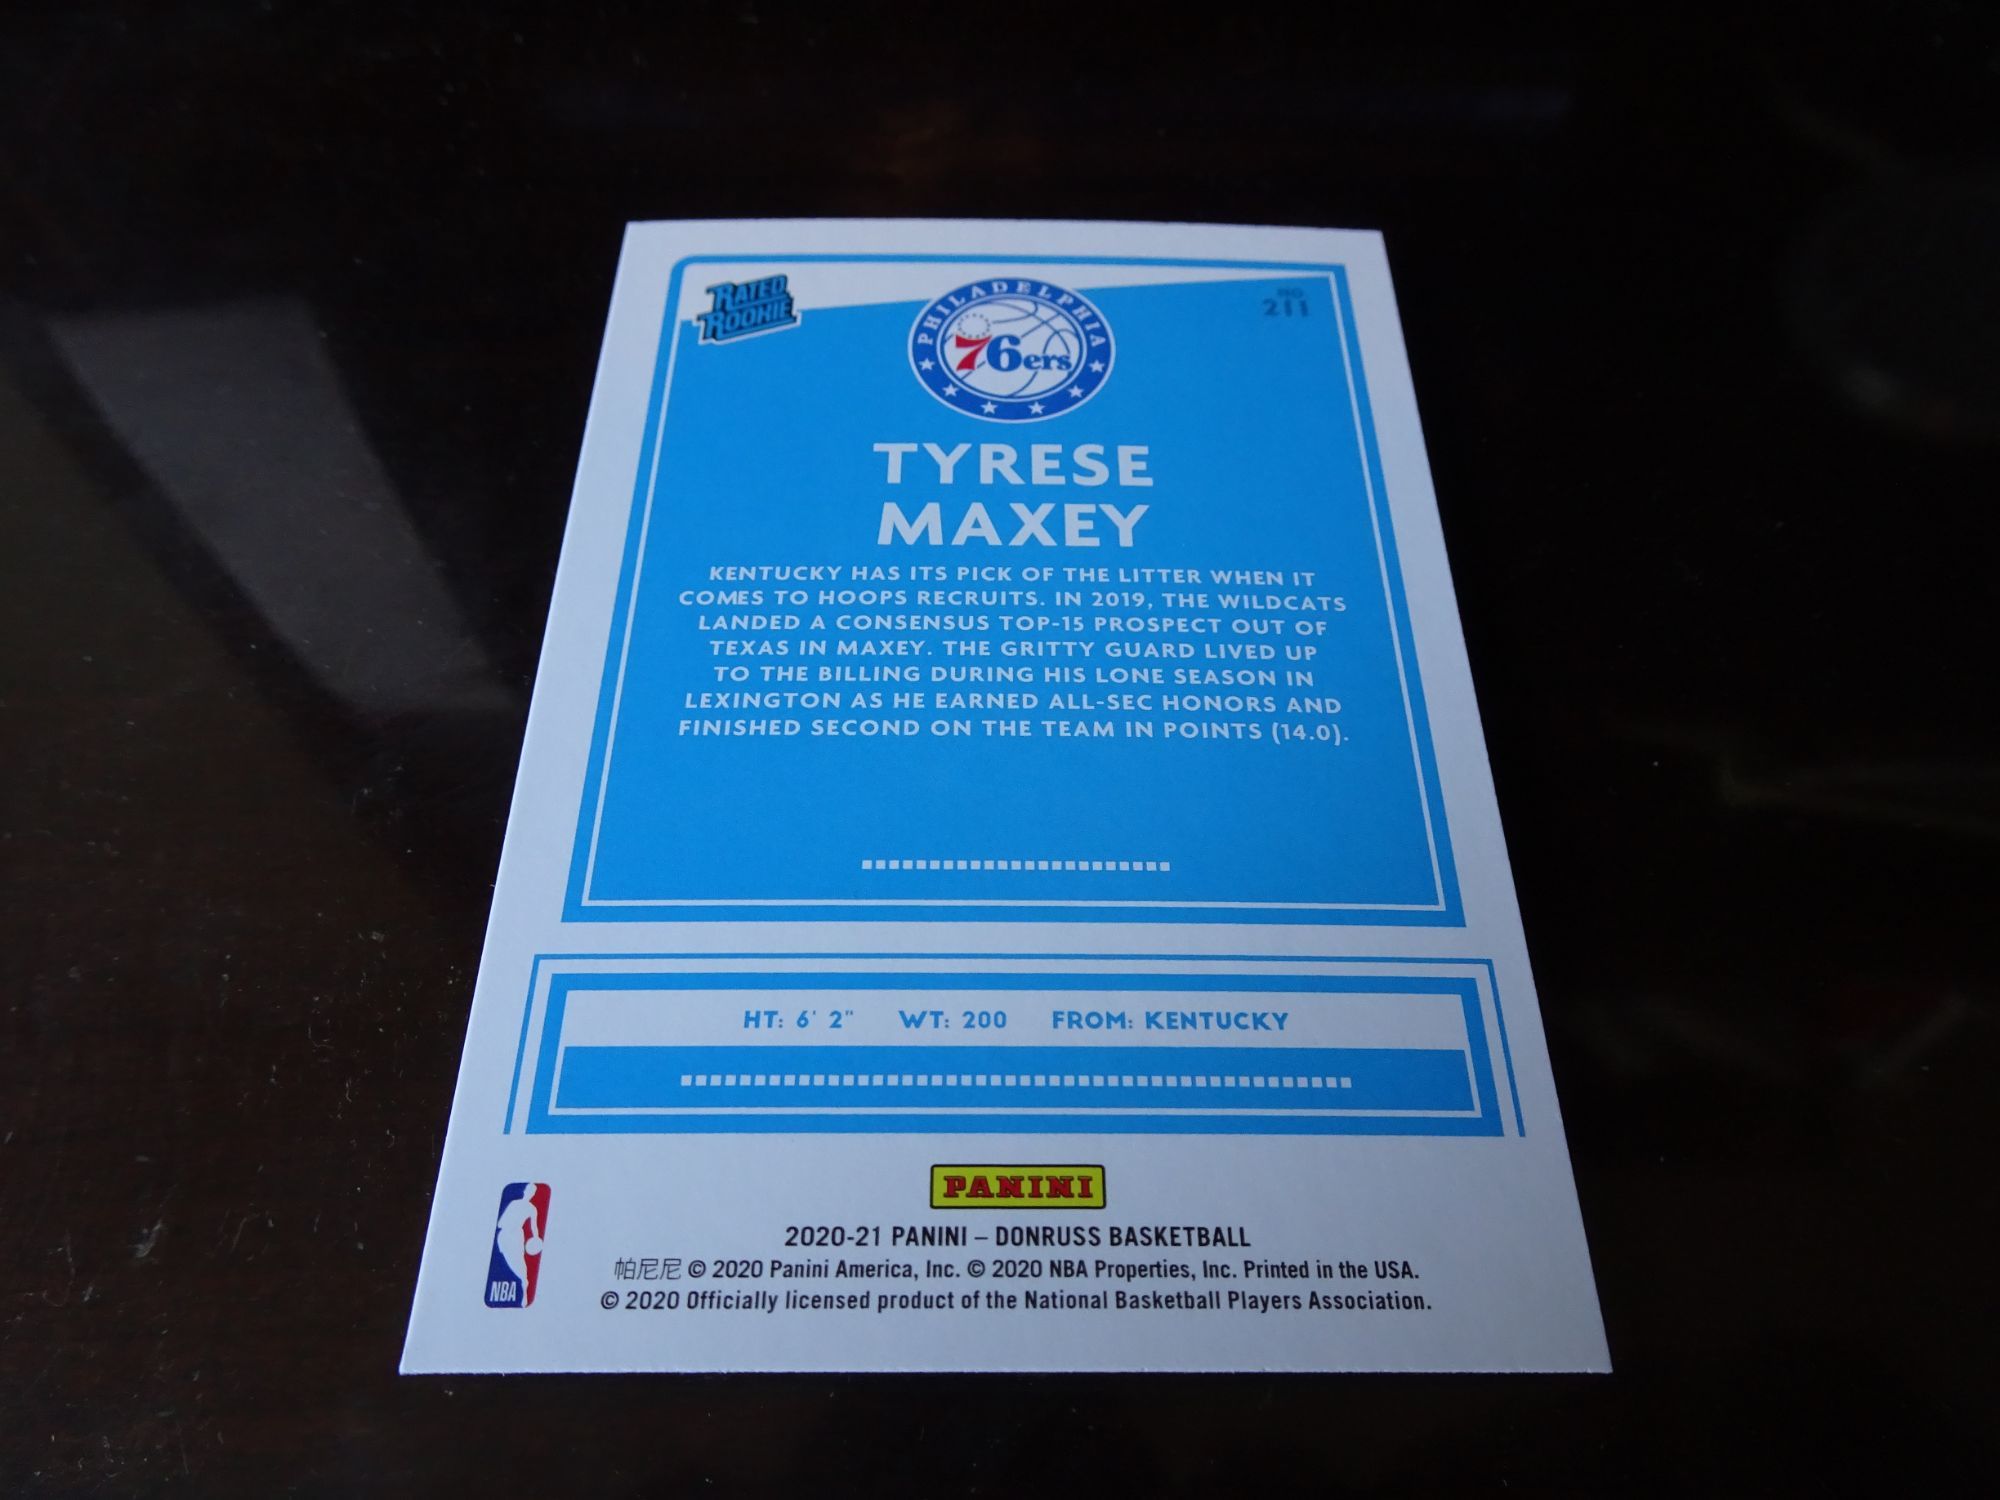 RATED
ROOKIE
PHILADELPHIA
76ers
NO.
211
TYRESE
MAXEY
KENTUCKY HAS ITS PICK OF THE LITTER WHEN IT
COMES TO HOOPS RECRUITS. IN 2019, THE WILDCATS
LANDED A CONSENSUS TOP-15 PROSPECT OUT OF
TEXAS IN MAXEY. THE GRITTY GUARD LIVED UP
TO THE BILLING DURING HIS LONE SEASON IN
LEXINGTON AS HE EARNED ALL-SEC HONORS AND
FINISHED SECOND ON THE TEAM IN POINTS (14.0).
HT: 6' 2" WT: 200 FROM: KENTUCKY
PANINI
2020-21 PANINI – DONRUSS BASKETBALL
帕尼尼 © 2020 Panini America, Inc. © 2020 NBA Properties, Inc. Printed in the USA.
© 2020 Officially licensed product of the National Basketball Players Association.
NBA